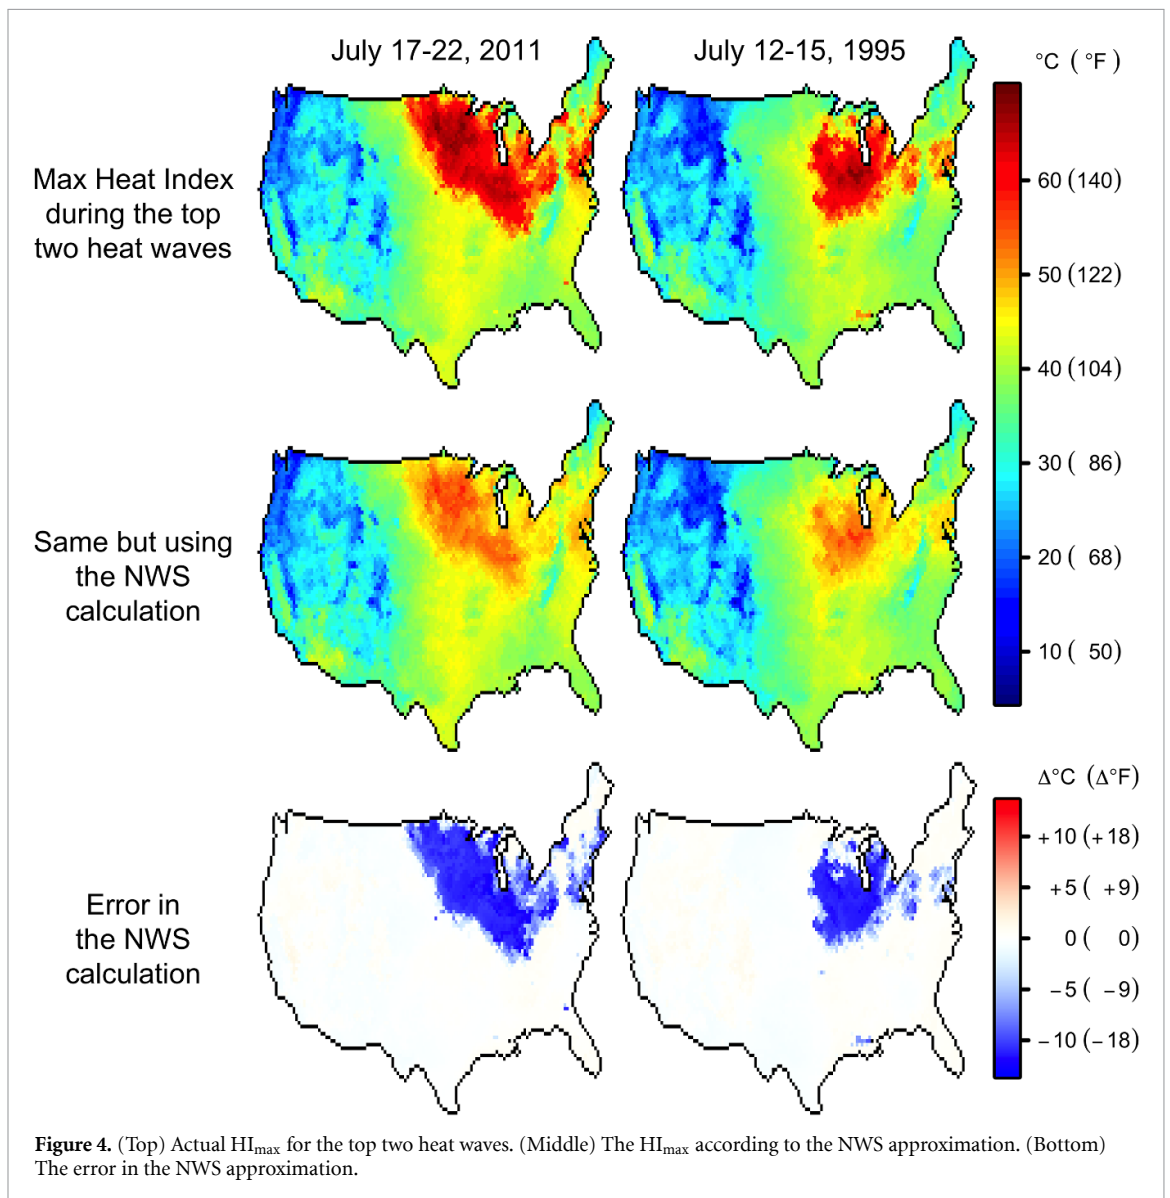 July 17-22, 2011
July 12-15, 1995
°C ( °F)
Max Heat Index
during the top
two heat waves
60 (140)
50 (122)
40 (104)
30 ( 86)
20 ( 68)
10 ( 50)
Same but using
the NWS
calculation
Δ°C (Δ°F)
+10 (+18)
+5 ( +9)
0 ( 0)
−5 ( −9)
−10 (−18)
Error in
the NWS
calculation
Figure 4. (Top) Actual HImax for the top two heat waves. (Middle) The HImax according to the NWS approximation. (Bottom)
The error in the NWS approximation.